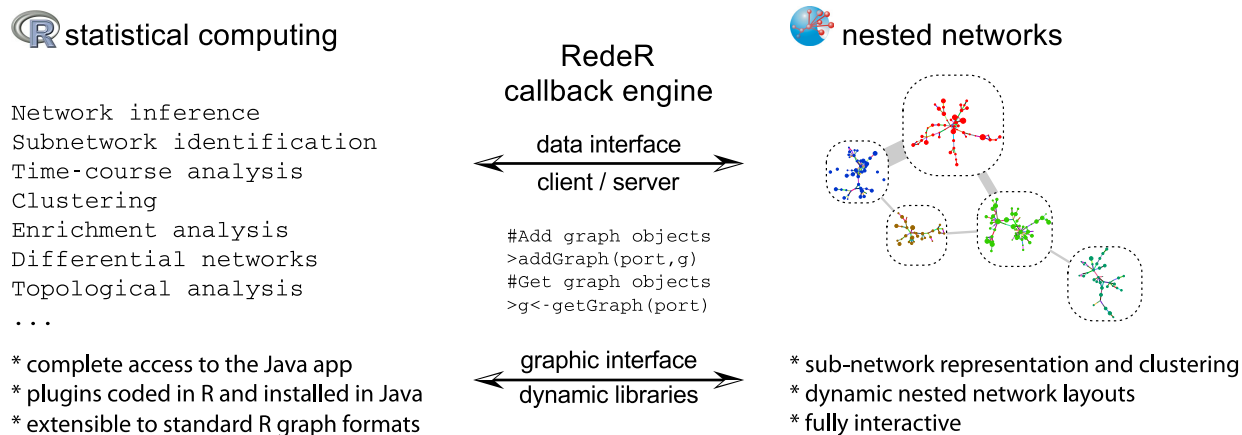 R statistical computing
Network inference
Subnetwork identification
Time-course analysis
Clustering
Enrichment analysis
Differential networks
Topological analysis
...
* complete access to the Java app
* plugins coded in R and installed in Java
* extensible to standard R graph formats
RedeR
callback engine
data interface
client / server
#Add graph objects
>addGraph(port,g)
#Get graph objects
>g<-getGraph(port)
graphic interface
dynamic libraries
nested networks
* sub-network representation and clustering
* dynamic nested network layouts
* fully interactive